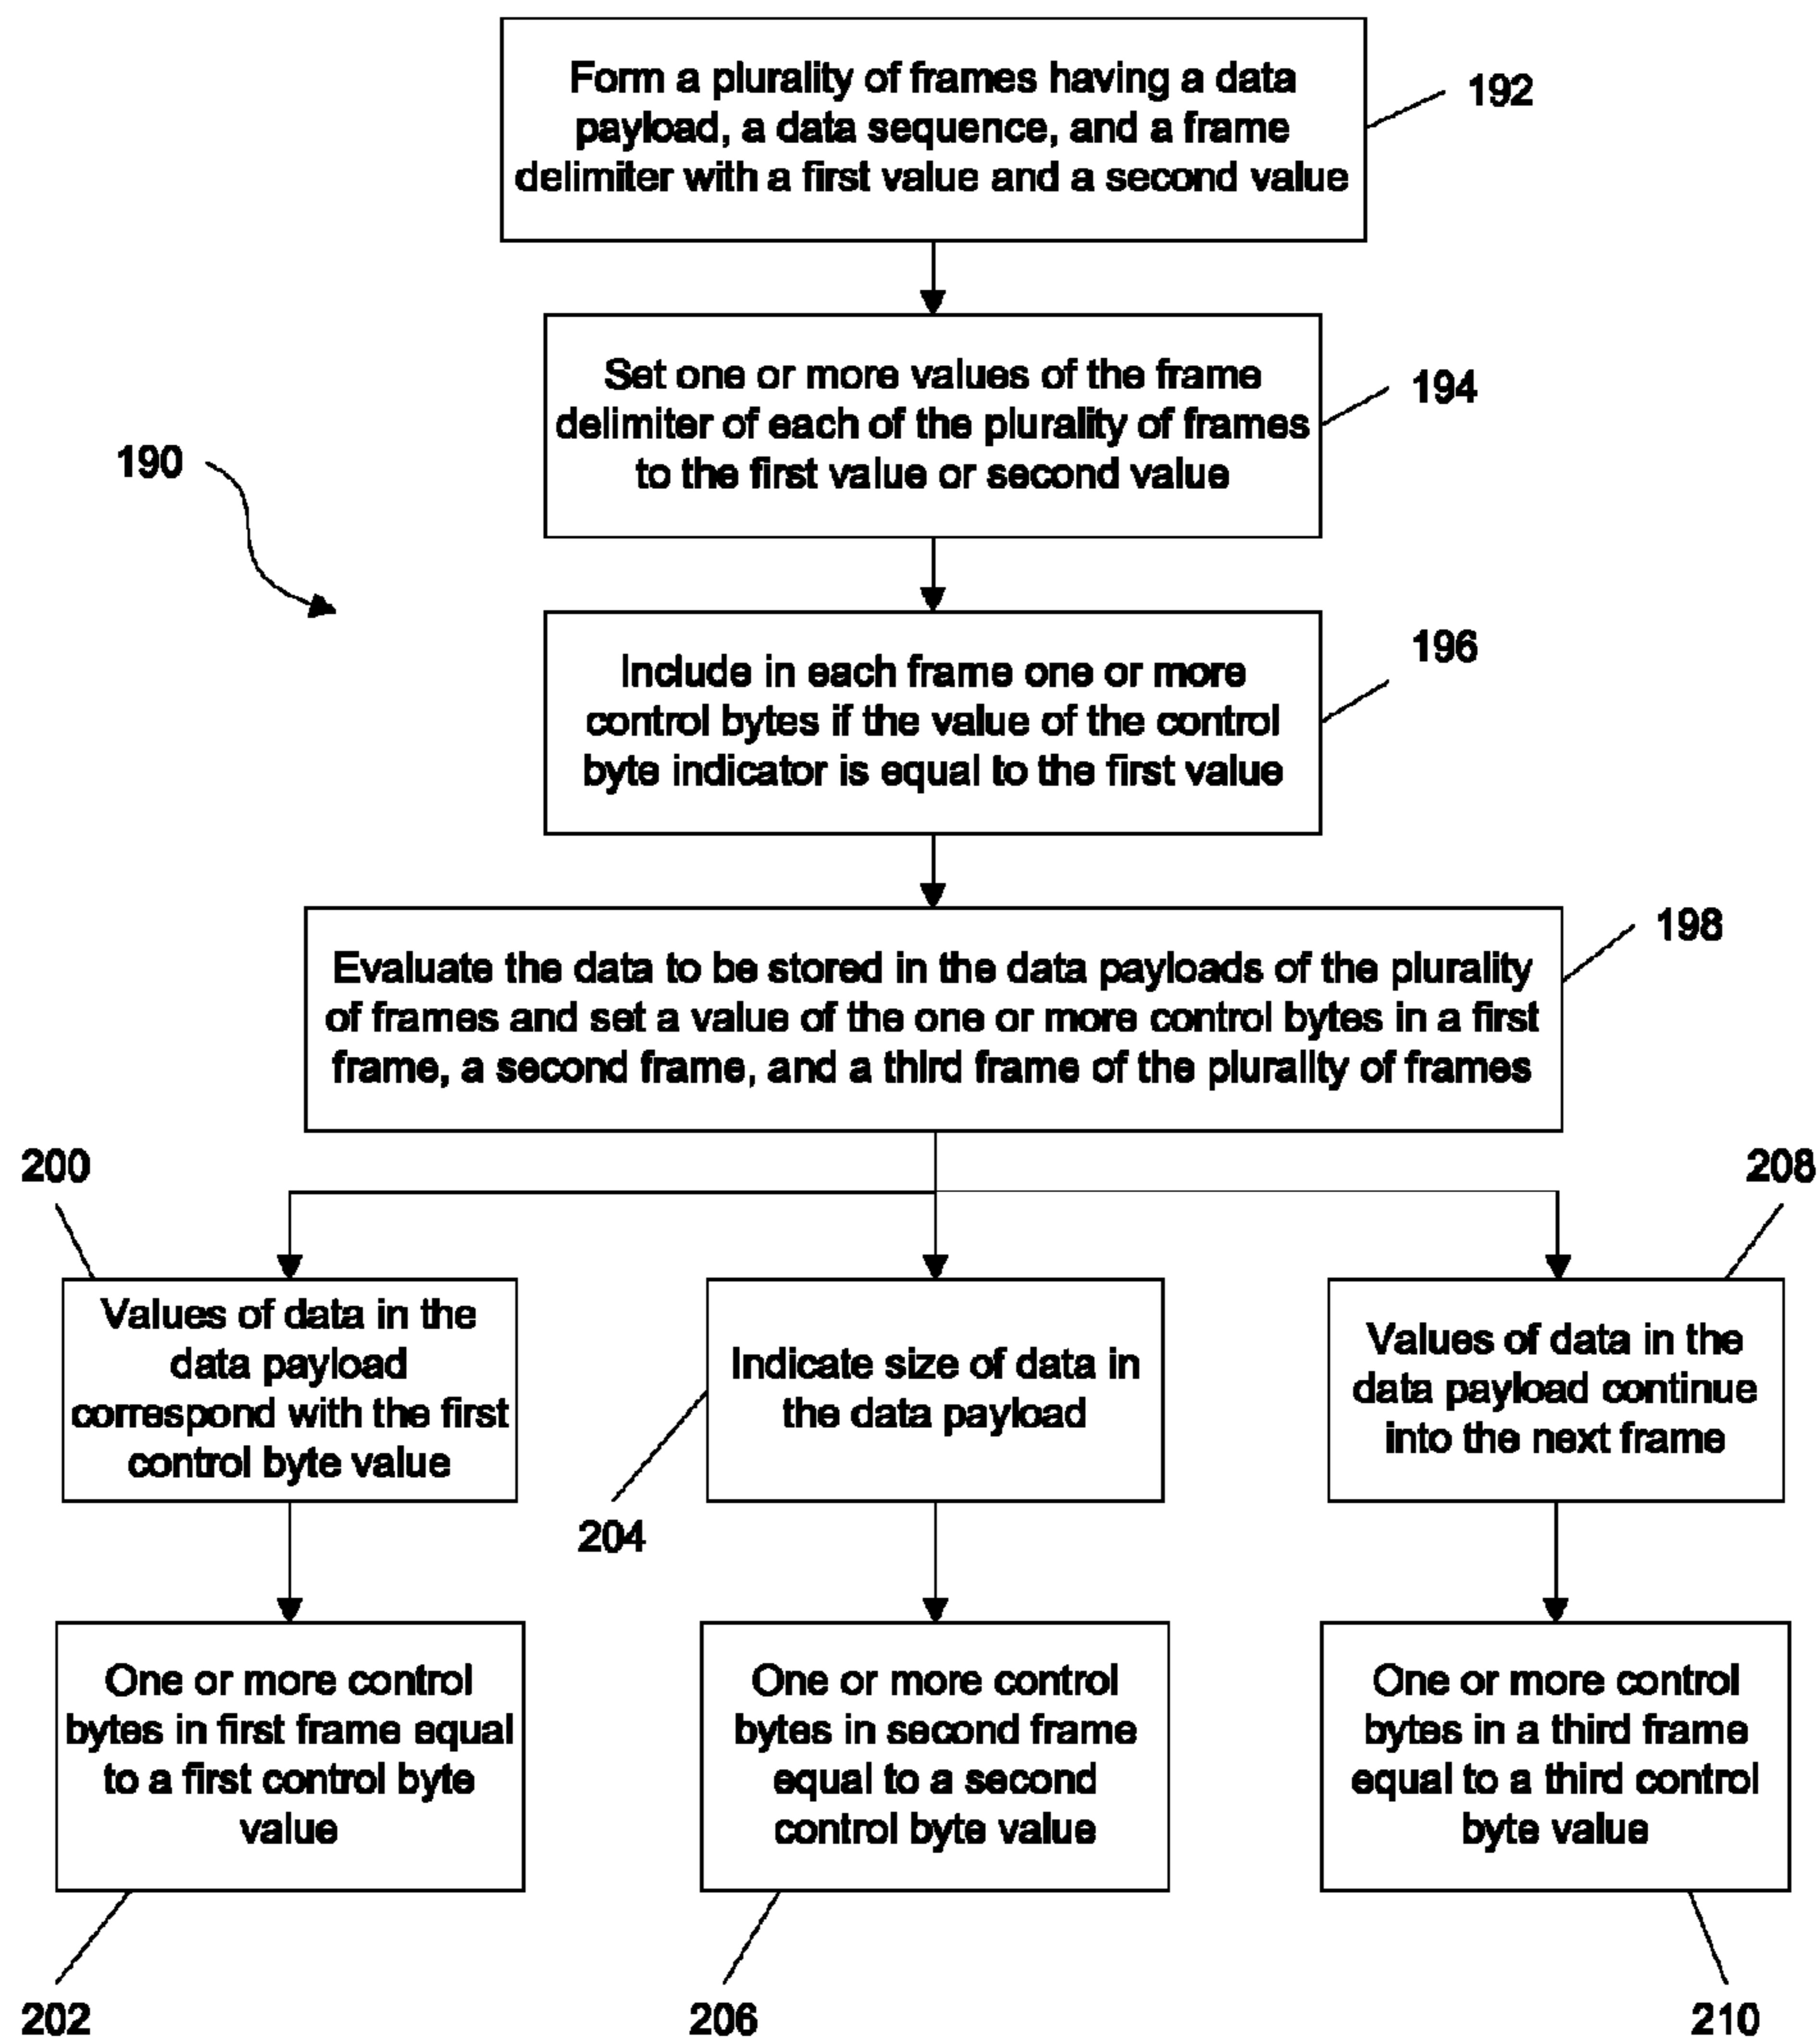 Form a plurality of frames having a data
payload, a data sequence, and a frame
delimiter with a first value and a second value
192
Set one or more values of the frame
delimiter of each of the plurality of frames
to the first value or second value
194
190
Include in each frame one or more
control bytes if the value of the control
byte indicator is equal to the first value
196
Evaluate the data to be stored in the data payloads of the plurality
of frames and set a value of the one or more control bytes in a first
frame, a second frame, and a third frame of the plurality of frames
198
200
208
Values of data in the
data payload
correspond with the first
control byte value
Indicate size of data in
the data payload
Values of data in the
data payload continue
into the next frame
204
One or more control
bytes in first frame equal
to a first control byte
value
One or more control
bytes in second frame
equal to a second
control byte value
One or more control
bytes in a third frame
equal to a third control
byte value
202
206
210